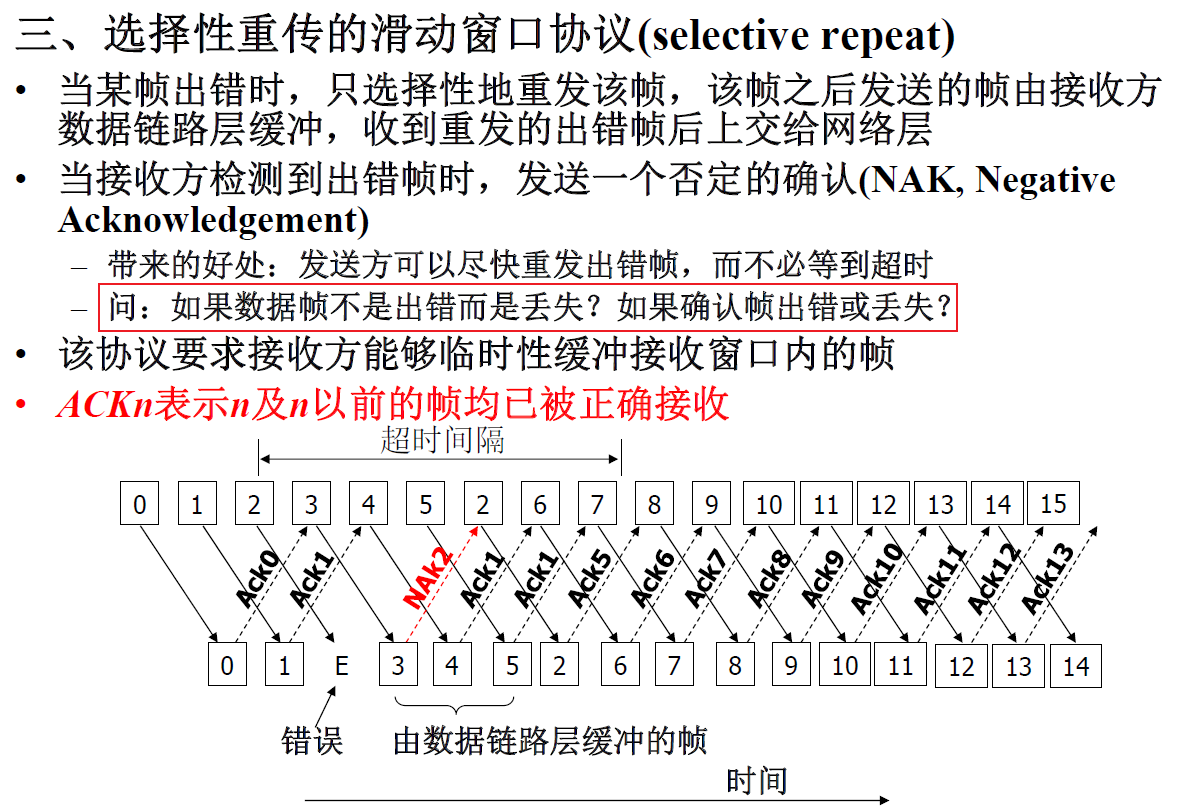 三、选择性重传的滑动窗口协议(selective repeat)
• 当某帧出错时，只选择性地重发该帧，该帧之后发送的帧由接收方
数据链路层缓冲，收到重发的出错帧后上交给网络层
• 当接收方检测到出错帧时，发送一个否定的确认(NAK, Negative
Acknowledgement)
– 带来的好处：发送方可以尽快重发出错帧，而不必等到超时
– 问：如果数据帧不是出错而是丢失？如果确认帧出错或丢失？
• 该协议要求接收方能够临时性缓冲接收窗口内的帧
• ACKn表示n及n以前的帧均已被正确接收
超时间隔
0 1 2 3 4 5 2 6 7 8 9 10 11 12 13 14 15
Ack0 Ack1 NAk2 Ack1 Ack1 Ack5 Ack6 Ack7 Ack8 Ack9 Ack10 Ack11 Ack12 Ack13
0 1 E 3 4 5 2 6 7 8 9 10 11 12 13 14
错误 由数据链路层缓冲的帧
时间